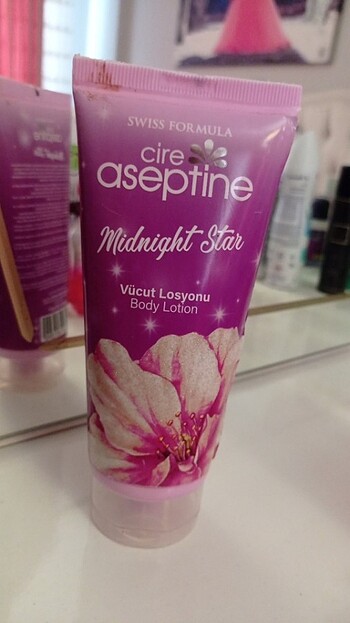 SWISS FORMULA
cire
aseptine
Midnight Star
Vücut Losyonu
Body Lotion